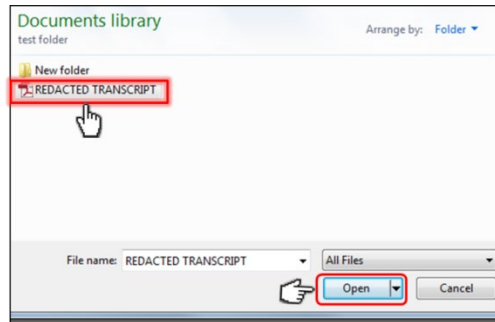 Documents library
test folder
Arrange by: Folder
New folder
REDACTED TRANSCRIPT
File name: REDACTED TRANSCRIPT
All Files
Open
Cancel